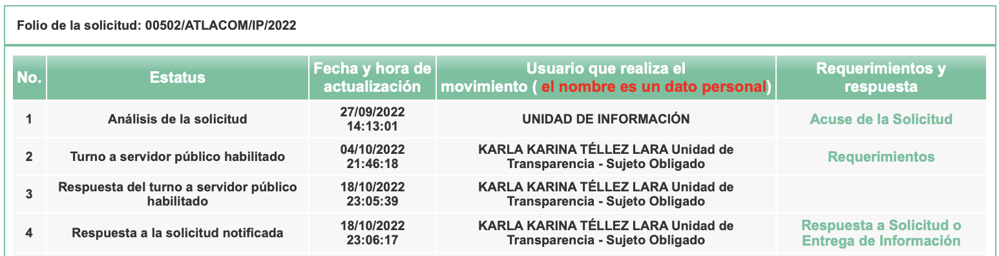 Folio de la solicitud: 00502/ATLACOM/IP/2022
No.
Estatus
Fecha y hora de
actualización
Usuario que realiza el
movimiento ( el nombre es un dato personal)
Requerimientos y
respuesta
1
Análisis de la solicitud
27/09/2022
14:13:01
UNIDAD DE INFORMACIÓN
Acuse de la Solicitud
2
Turno a servidor público habilitado
04/10/2022
21:46:18
KARLA KARINA TÉLLEZ LARA Unidad de
Transparencia - Sujeto Obligado
Requerimientos
3
Respuesta del turno a servidor público
habilitado
18/10/2022
23:05:39
KARLA KARINA TÉLLEZ LARA Unidad de
Transparencia - Sujeto Obligado
4
Respuesta a la solicitud notificada
18/10/2022
23:06:17
KARLA KARINA TÉLLEZ LARA Unidad de
Transparencia - Sujeto Obligado
Respuesta a Solicitud o
Entrega de Información